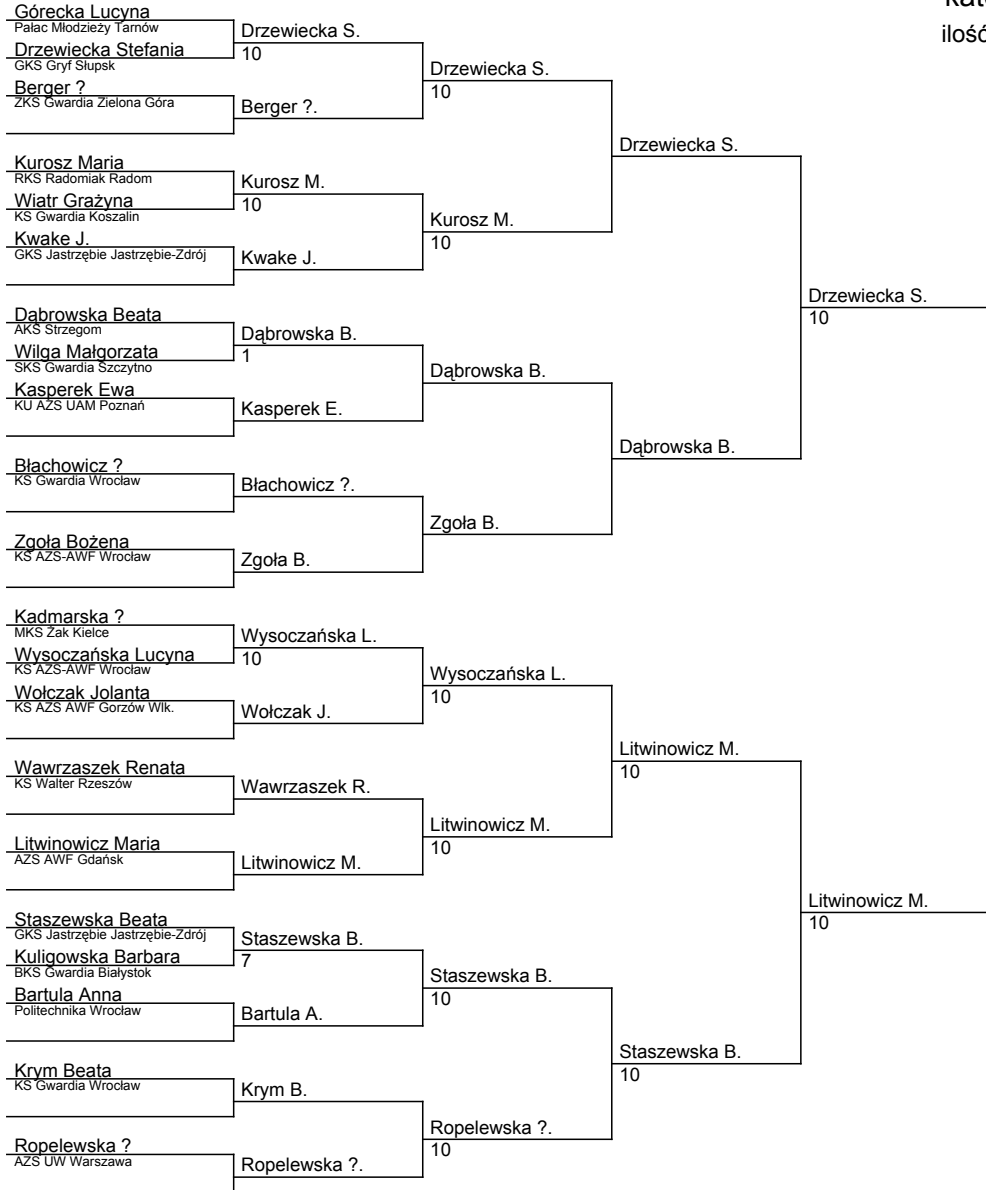 Górecka Lucyna
Pałac Młodzieży Tarnów
Drzewiecka Stefania
GKS Gryf Słupsk
Berger ?
ZKS Gwardia Zielona Góra
Kurosz Maria
RKS Radomiak Radom
Wiatr Grażyna
KS Gwardia Koszalin
Kwake J.
GKS Jastrzębie Jastrzębie-Zdrój
Dąbrowska Beata
AKS Strzegom
Wilga Małgorzata
SKS Gwardia Szczytno
Kasperek Ewa
KU AZS UAM Poznań
Błachowicz ?
KS Gwardia Wrocław
Zgoła Bożena
KS AZS-AWF Wrocław
Kadmarska ?
MKS Żak Kielce
Wysoczańska Lucyna
KS AZS-AWF Wrocław
Wołczak Jolanta
KS AZS AWF Gorzów Wlk.
Wawrzaszek Renata
KS Walter Rzeszów
Litwinowicz Maria
AZS AWF Gdańsk
Staszewska Beata
GKS Jastrzębie Jastrzębie-Zdrój
Kuligowska Barbara
BKS Gwardia Białystok
Bartula Anna
Politechnika Wrocław
Krym Beata
KS Gwardia Wrocław
Ropelewska ?
AZS UW Warszawa
Drzewiecka S.
10
Berger ?.
Kurosz M.
10
Kwake J.
Dąbrowska B.
1
Kasperek E.
Błachowicz ?.
Zgoła B.
Wysoczańska L.
10
Wołczak J.
Wawrzaszek R.
Litwinowicz M.
Staszewska B.
7
Bartula A.
Krym B.
Ropelewska ?.
Drzewiecka S.
10
Kurosz M.
10
Dąbrowska B.
Zgoła B.
Wysoczańska L.
10
Litwinowicz M.
10
Staszewska B.
10
Ropelewska ?.
10
Drzewiecka S.
Dąbrowska B.
Litwinowicz M.
10
Staszewska B.
10
Drzewiecka S.
10
Litwinowicz M.
10
ilość